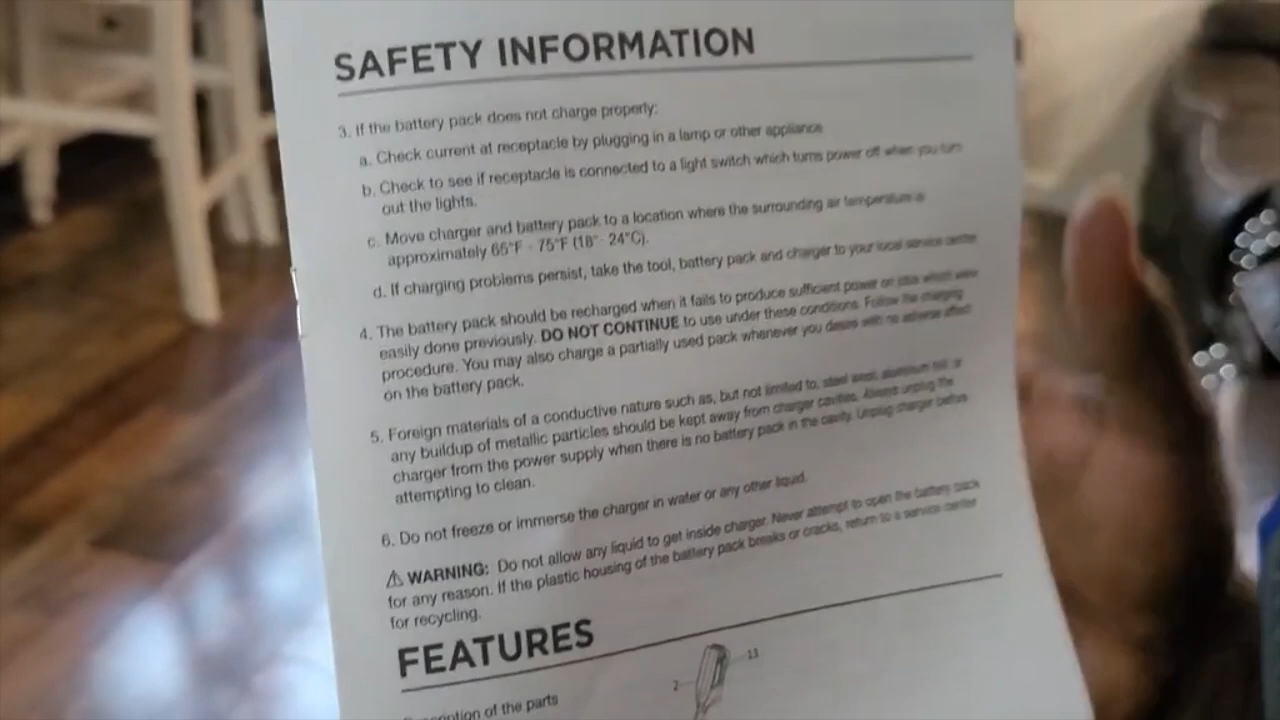 SAFETY INFORMATION
3. If the battery pack does not charge properly:
a. Check current at receptacle by plugging in a lamp or other appliance
b. Check to see if receptacle is connected to a light switch which turns power off when you turn
out the lights.
c. Move charger and battery pack to a location where the surrounding air temperature is
approximately 65°F - 75°F (18° - 24°C).
d. If charging problems persist, take the tool, battery pack and charger to your local service center
4. The battery pack should be recharged when it fails to produce sufficient power on jobs which were
easily done previously. DO NOT CONTINUE to use under these conditions. Follow the charging
procedure. You may also charge a partially used pack whenever you desire with no adverse affect
on the battery pack.
5. Foreign materials of a conductive nature such as, but not limited to, steel wool, aluminum foil, or
any buildup of metallic particles should be kept away from charger cavities. Always unplug the
charger from the power supply when there is no battery pack in the cavity. Unplug charger before
attempting to clean.
6. Do not freeze or immerse the charger in water or any other liquid.
⚠ WARNING: Do not allow any liquid to get inside charger. Never attempt to open the battery pack
for any reason. If the plastic housing of the battery pack breaks or cracks, return to a service center
for recycling.
FEATURES
13
2
of the parts